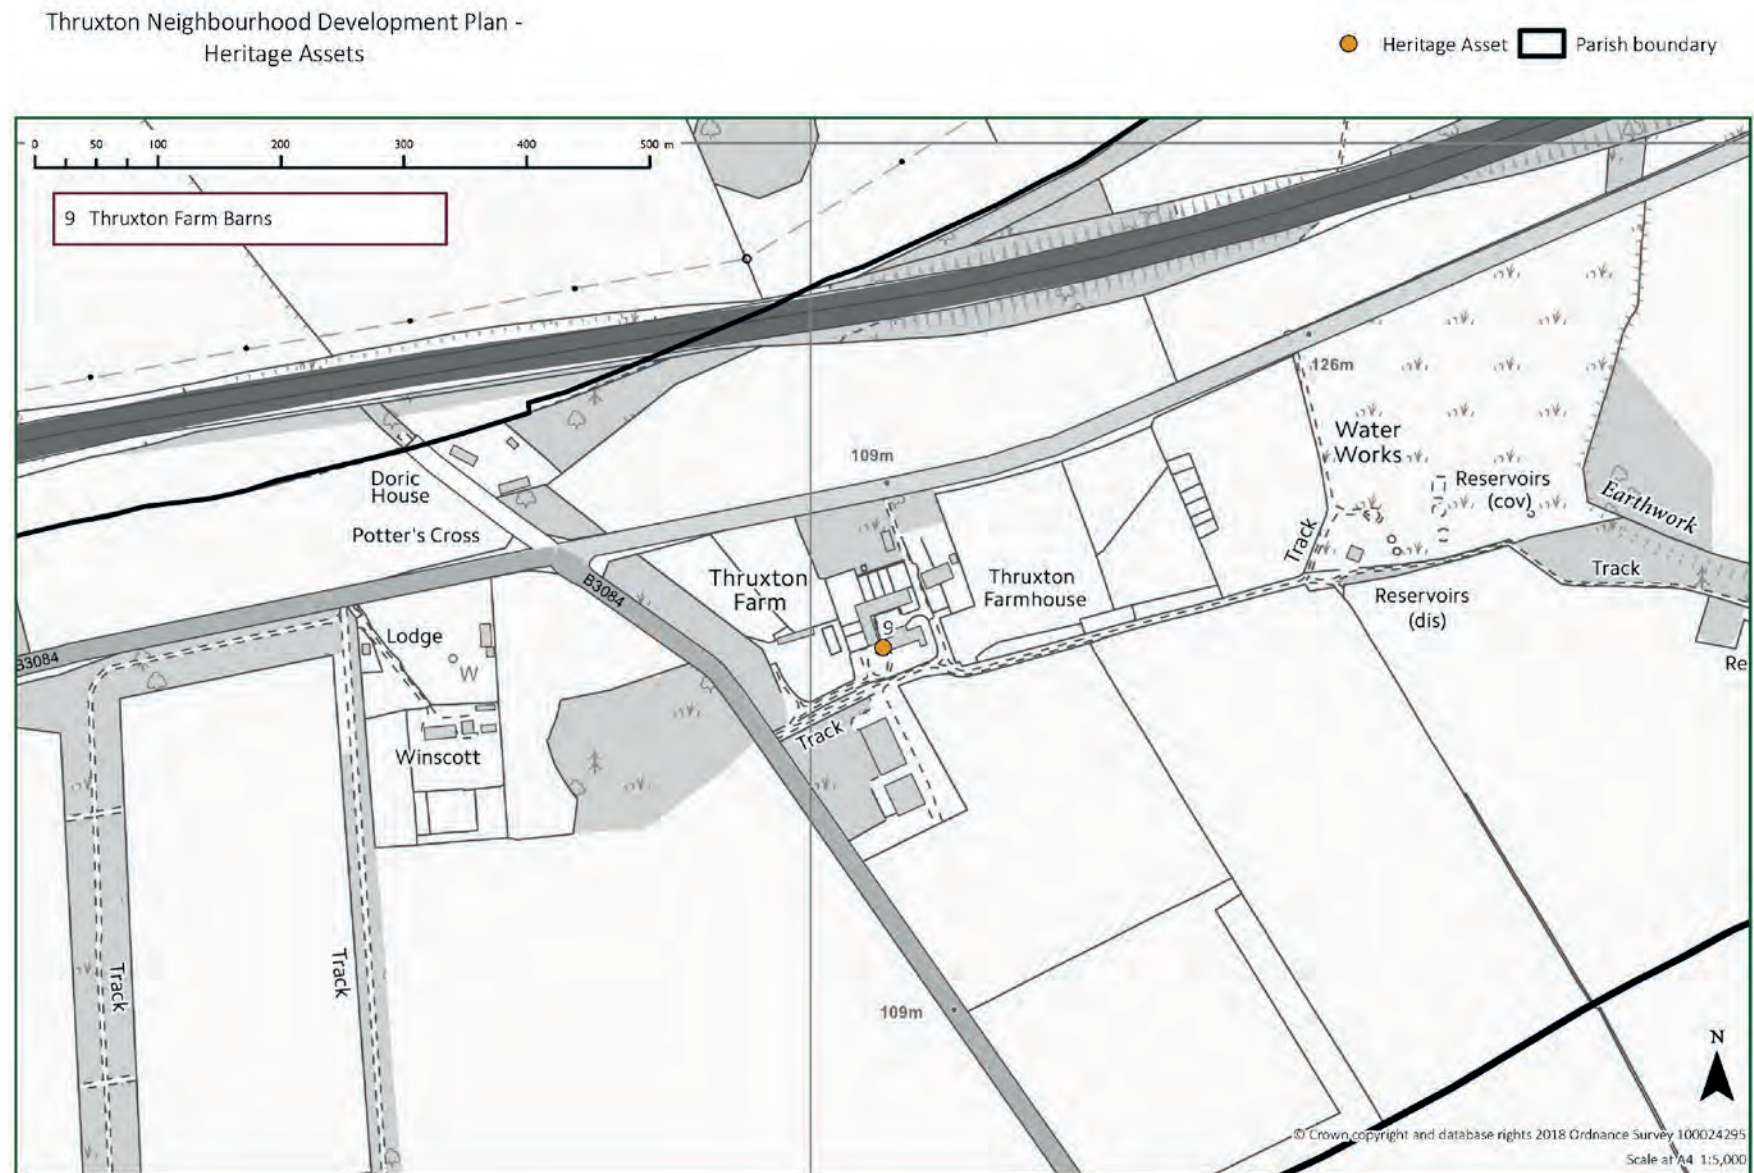 Thruxton Neighbourhood Development Plan -
Heritage Assets
Heritage Asset
Parish boundary
0 50 100 200 300 400 500 m
9 Thruxton Farm Barns
126m
109m
Water
Works
Doric
House
Reservoirs
(cov)
Earthwork
Potter's Cross
Track
Track
Thruxton
Farm
Thruxton
Farmhouse
B3084
Reservoirs
(dis)
9
Lodge
B3084
W
Re
Track
Winscott
Track
Track
109m
N
© Crown copyright and database rights 2018 Ordnance Survey 100024295
Scale at A4 1:5,000